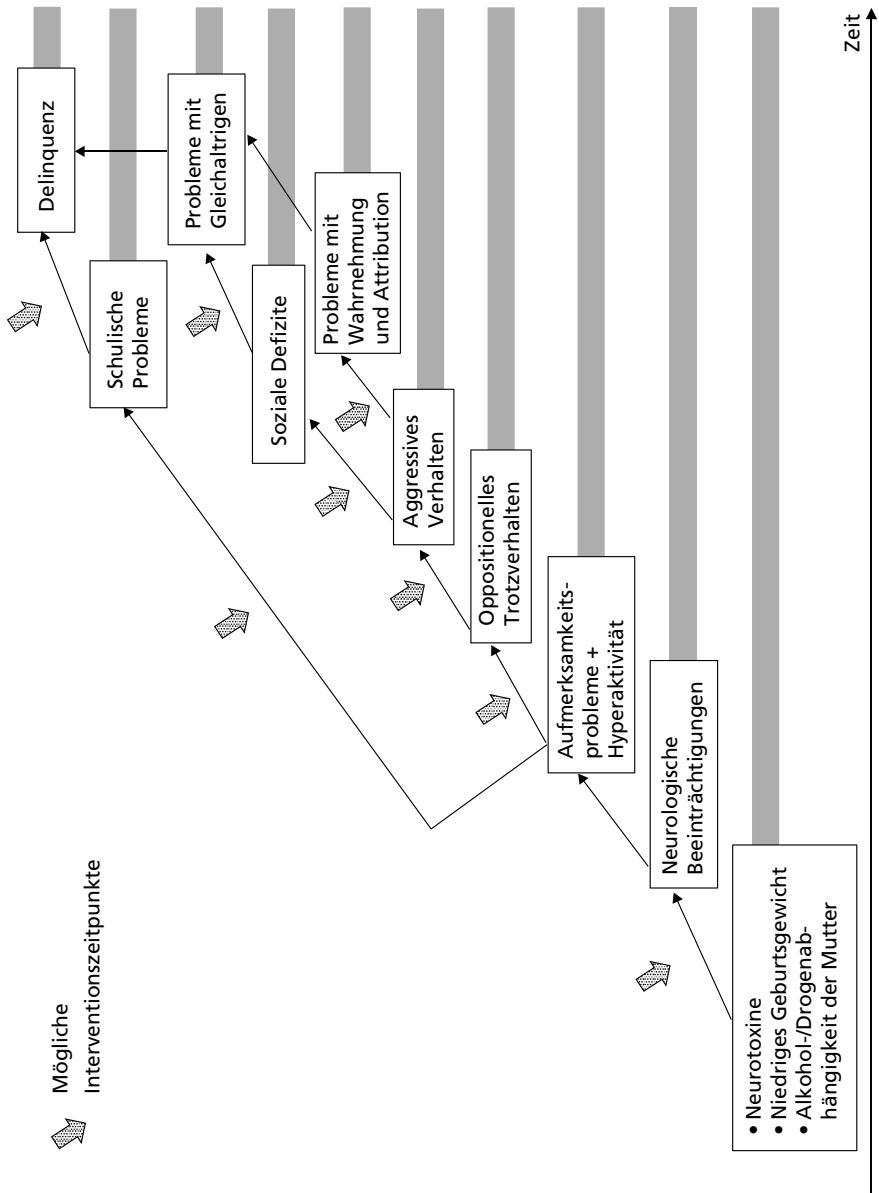 Mögliche
Interventionszeitpunkte
Delinquenz
Schulische
Probleme
Probleme mit
Gleichaltrigen
Soziale Defizite
Probleme mit
Wahrnehmung
und Attribution
Aggressives
Verhalten
Oppositionelles
Trotzverhalten
Aufmerksamkeits-
probleme +
Hyperaktivität
Neurologische
Beeinträchtigungen
• Neurotoxine
• Niedriges Geburtsgewicht
• Alkohol-/Drogenab-
hängigkeit der Mutter
Zeit